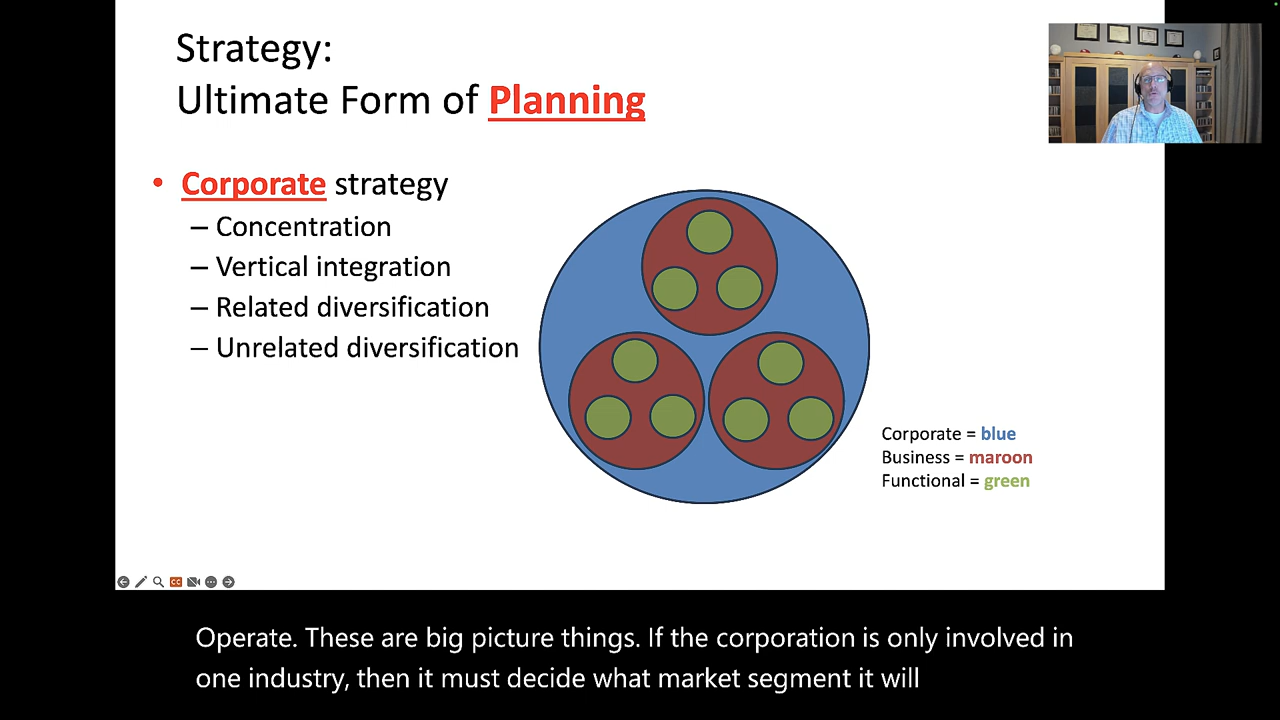 Strategy:
Ultimate Form of Planning
• Corporate strategy
– Concentration
– Vertical integration
– Related diversification
– Unrelated diversification
Corporate = blue
Business = maroon
Functional = green
CC
Operate. These are big picture things. If the corporation is only involved in
one industry, then it must decide what market segment it will